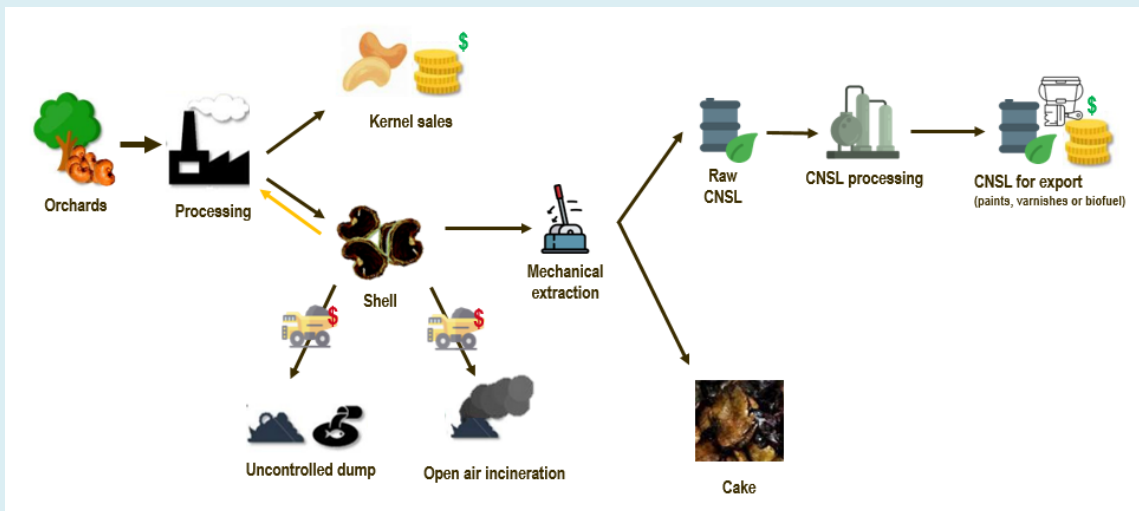 $
Kernel sales
Orchards
Processing
Shell
Mechanical
extraction
Raw
CNSL
CNSL processing
$
CNSL for export
(paints, varnishes or biofuel)
$
$
Uncontrolled dump
Open air incineration
Cake